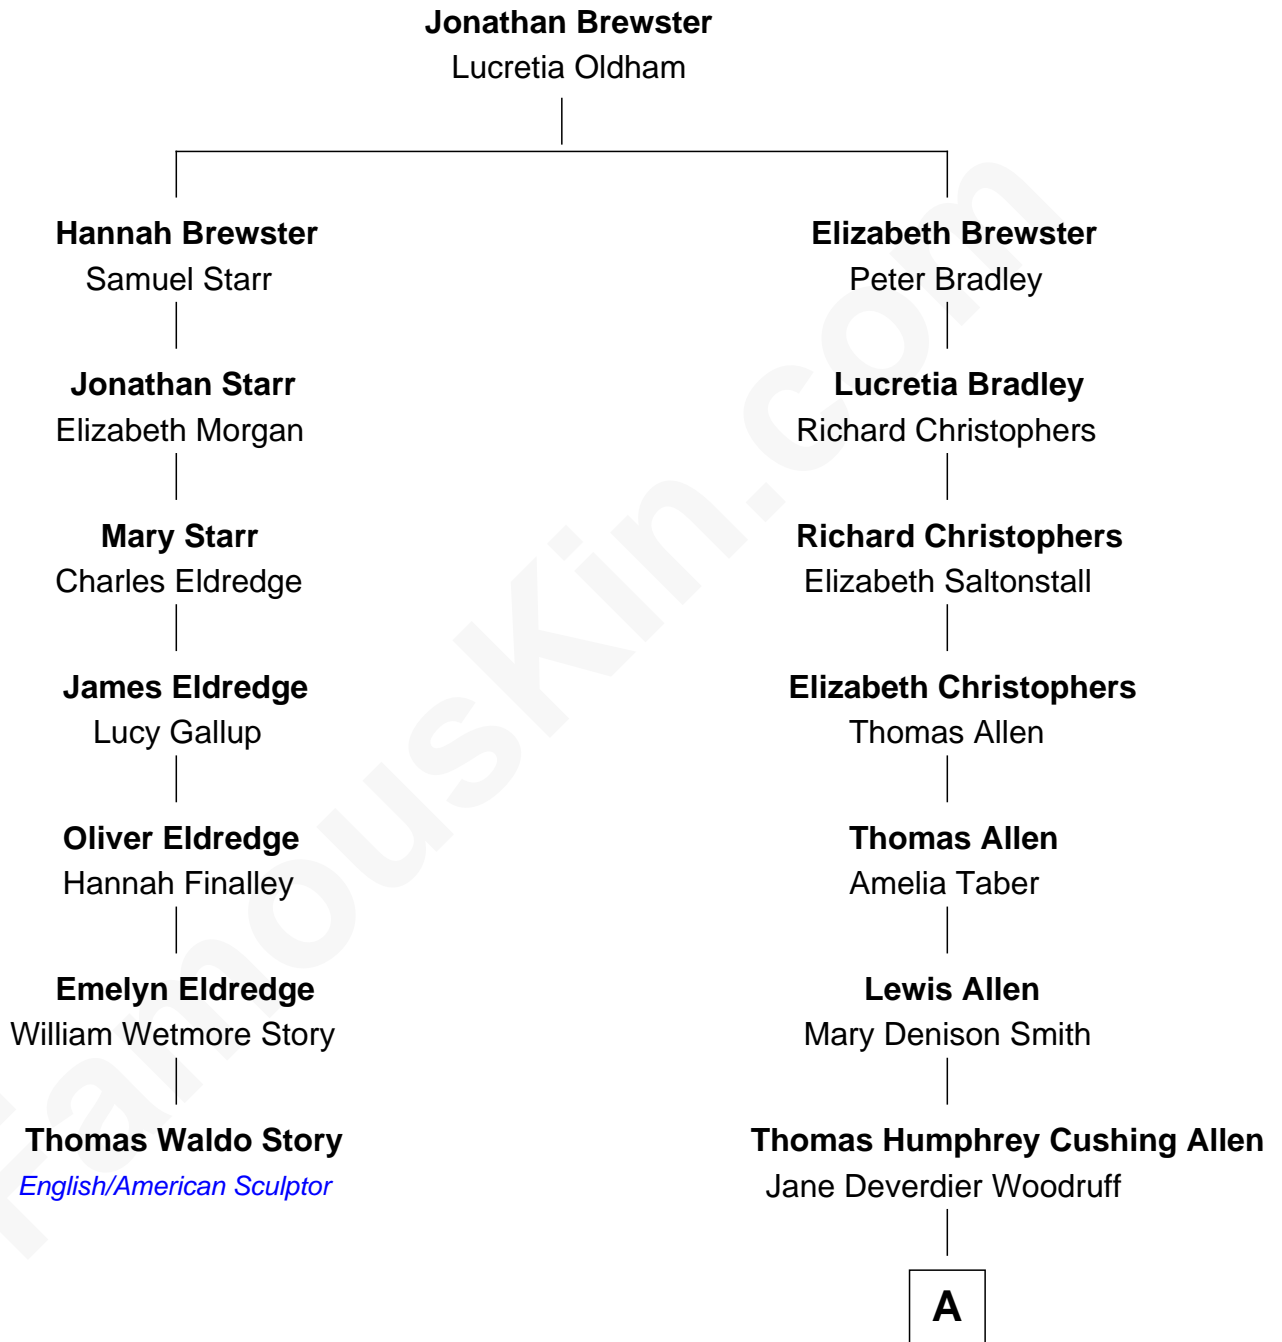 Jonathan Brewster
Lucretia Oldham
Hannah Brewster
Samuel Starr
Jonathan Starr
Elizabeth Morgan
Mary Starr
Charles Eldredge
James Eldredge
Lucy Gallup
Oliver Eldredge
Hannah Finalley
Emelyn Eldredge
William Wetmore Story
Thomas Waldo Story
English/American Sculptor
Elizabeth Brewster
Peter Bradley
Lucretia Bradley
Richard Christophers
Richard Christophers
Elizabeth Saltonstall
Elizabeth Christophers
Thomas Allen
Thomas Allen
Amelia Taber
Lewis Allen
Mary Denison Smith
Thomas Humphrey Cushing Allen
Jane Deverdier Woodruff
A
FamousKin.com